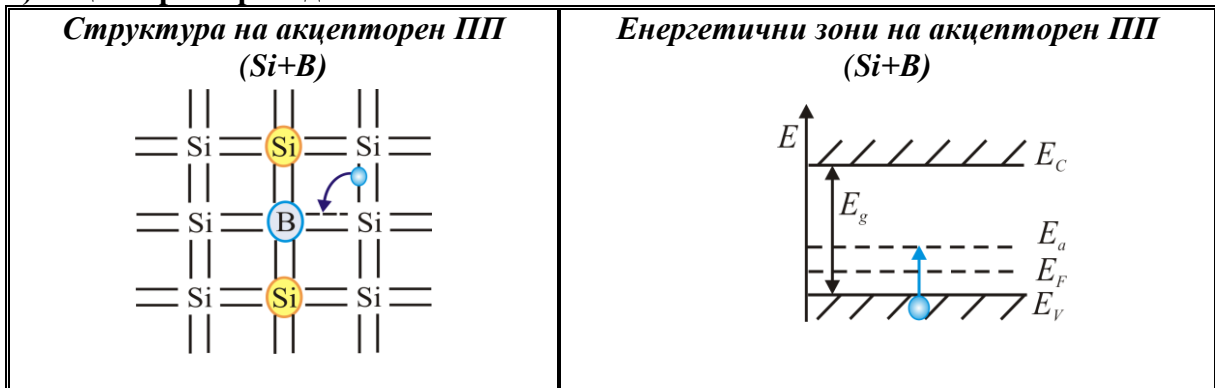 Структура на акцепторен ПП
(Si+B)
Si Si Si
Si B Si
Si Si Si
Енергетични зони на акцепторен ПП
(Si+B)
E
E_C
E_g
E_a
E_F
E_V